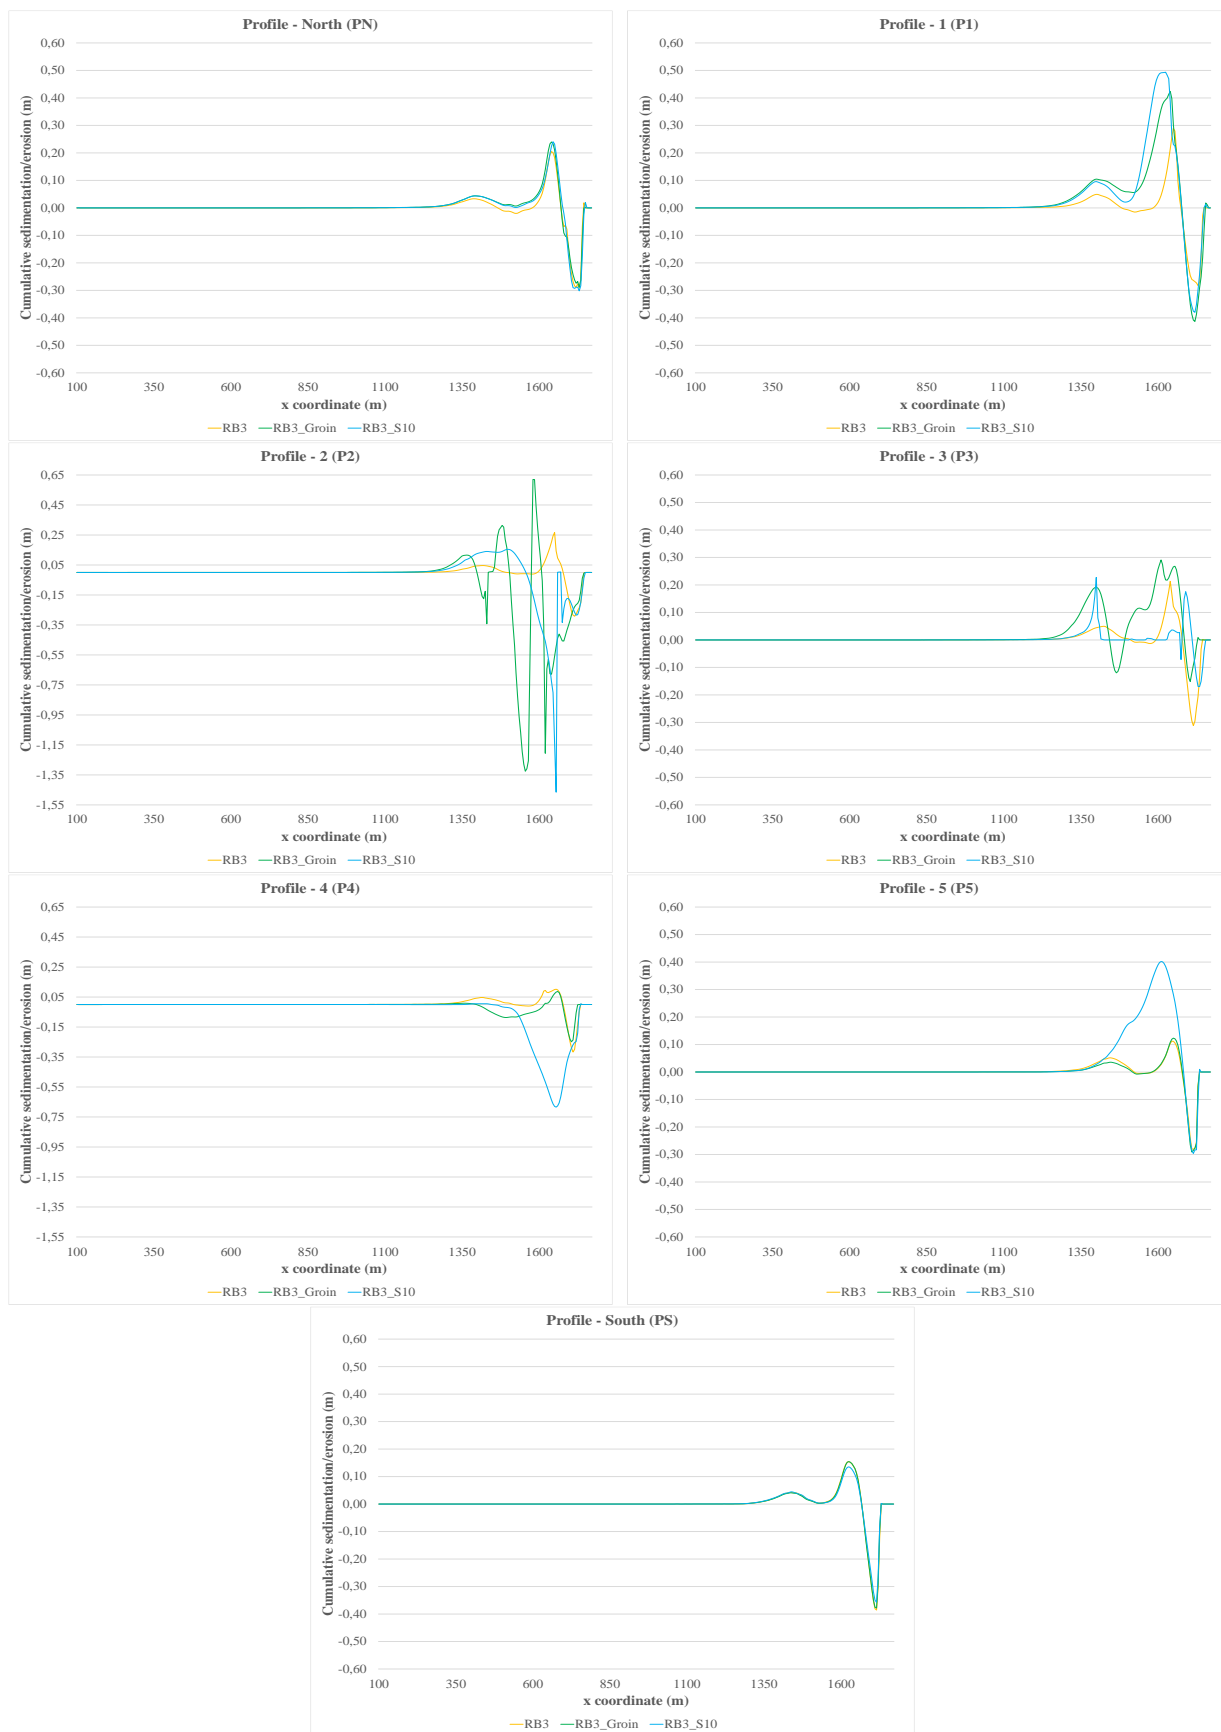 Profile - North (PN)
Cumulative sedimentation/erosion (m)
0,60
0,50
0,40
0,30
0,20
0,10
0,00
-0,10
-0,20
-0,30
-0,40
-0,50
-0,60
100 350 600 850 1100 1350 1600
x coordinate (m)
RB3 RB3_Groin RB3_S10
Profile - 1 (P1)
Cumulative sedimentation/erosion (m)
0,60
0,50
0,40
0,30
0,20
0,10
0,00
-0,10
-0,20
-0,30
-0,40
-0,50
-0,60
100 350 600 850 1100 1350 1600
x coordinate (m)
RB3 RB3_Groin RB3_S10
Profile - 2 (P2)
Cumulative sedimentation/erosion (m)
0,65
0,45
0,25
0,05
-0,15
-0,35
-0,55
-0,75
-0,95
-1,15
-1,35
-1,55
100 350 600 850 1100 1350 1600
x coordinate (m)
RB3 RB3_Groin RB3_S10
Profile - 3 (P3)
Cumulative sedimentation/erosion (m)
0,60
0,50
0,40
0,30
0,20
0,10
0,00
-0,10
-0,20
-0,30
-0,40
-0,50
-0,60
100 350 600 850 1100 1350 1600
x coordinate (m)
RB3 RB3_Groin RB3_S10
Profile - 4 (P4)
Cumulative sedimentation/erosion (m)
0,65
0,45
0,25
0,05
-0,15
-0,35
-0,55
-0,75
-0,95
-1,15
-1,35
-1,55
100 350 600 850 1100 1350 1600
x coordinate (m)
RB3 RB3_Groin RB3_S10
Profile - 5 (P5)
Cumulative sedimentation/erosion (m)
0,60
0,50
0,40
0,30
0,20
0,10
0,00
-0,10
-0,20
-0,30
-0,40
-0,50
-0,60
100 350 600 850 1100 1350 1600
x coordinate (m)
RB3 RB3_Groin RB3_S10
Profile - South (PS)
Cumulative sedimentation/erosion (m)
0,60
0,50
0,40
0,30
0,20
0,10
0,00
-0,10
-0,20
-0,30
-0,40
-0,50
-0,60
100 350 600 850 1100 1350 1600
x coordinate (m)
RB3 RB3_Groin RB3_S10